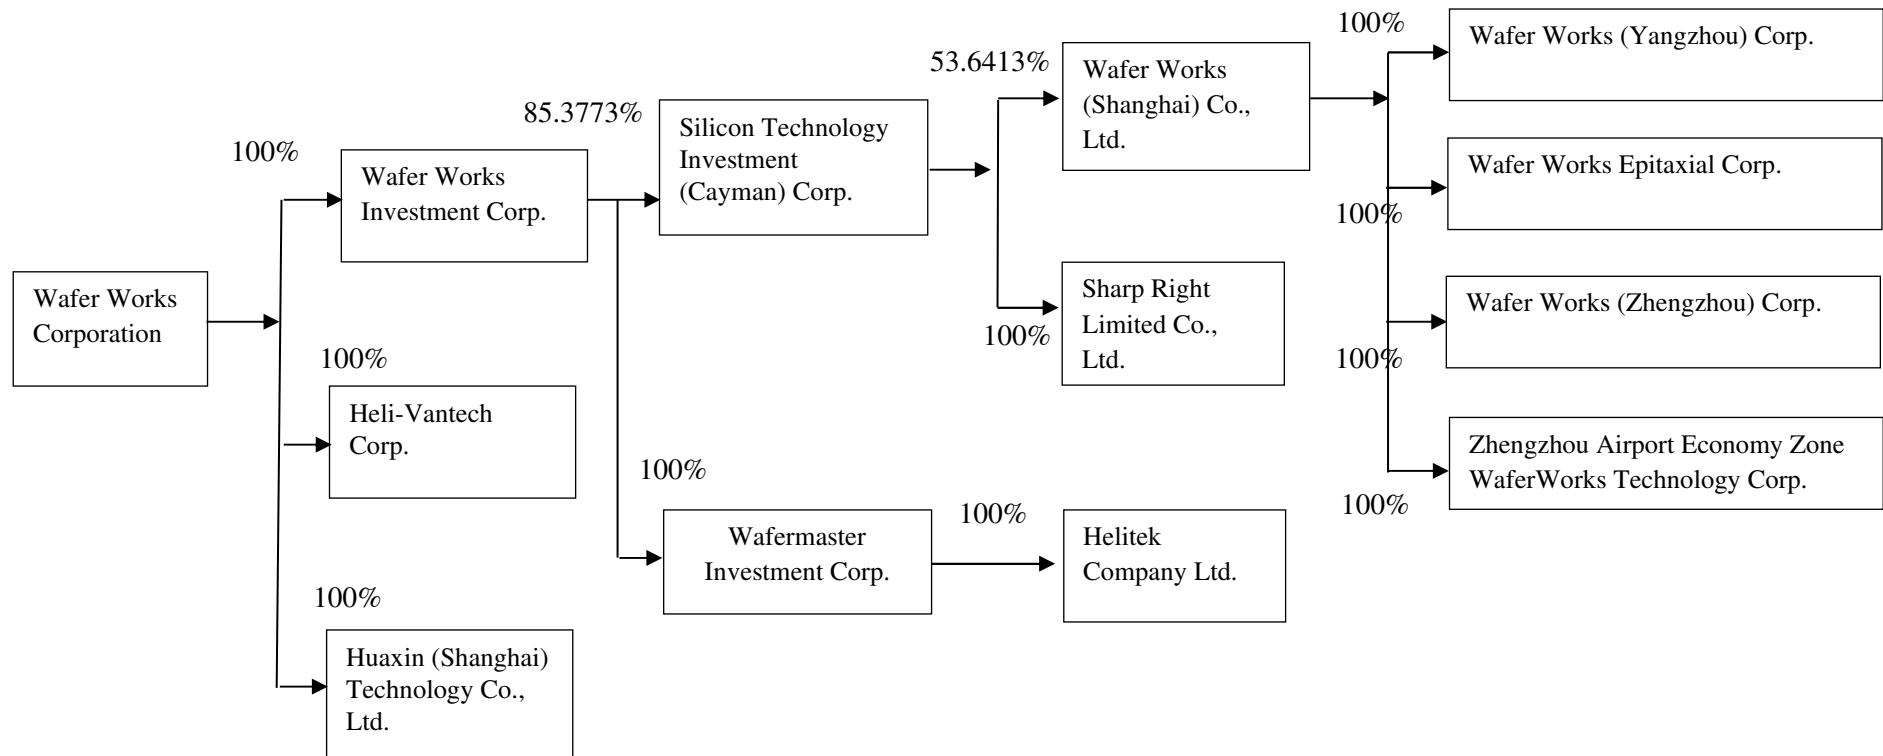 Wafer Works
Corporation
100%
Wafer Works
Investment Corp.
100%
Heli-Vantech
Corp.
100%
Huaxin (Shanghai)
Technology Co.,
Ltd.
85.3773%
Silicon Technology
Investment
(Cayman) Corp.
100%
Wafermaster
Investment Corp.
53.6413%
Wafer Works
(Shanghai) Co.,
Ltd.
100%
Sharp Right
Limited Co.,
Ltd.
100%
Helitek
Company Ltd.
100%
Wafer Works (Yangzhou) Corp.
100%
Wafer Works Epitaxial Corp.
100%
Wafer Works (Zhengzhou) Corp.
100%
Zhengzhou Airport Economy Zone
WaferWorks Technology Corp.